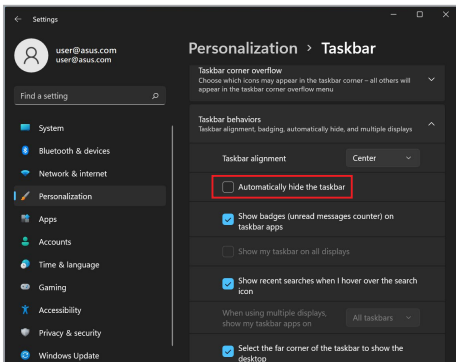 Settings
user@asus.com
user@asus.com
Find a setting
System
Bluetooth & devices
Network & internet
Personalization
Apps
Accounts
Time & language
Gaming
Accessibility
Privacy & security
Windows Update
Personalization > Taskbar
Taskbar corner overflow
Choose which icons may appear in the taskbar corner – all others will
appear in the taskbar corner overflow menu
Taskbar behaviors
Taskbar alignment, badging, automatically hide, and multiple displays
Taskbar alignment Center
Automatically hide the taskbar
Show badges (unread messages counter) on
taskbar apps
Show my taskbar on all displays
Show recent searches when I hover over the search
icon
When using multiple displays,
show my taskbar apps on All taskbars
Select the far corner of the taskbar to show the
desktop